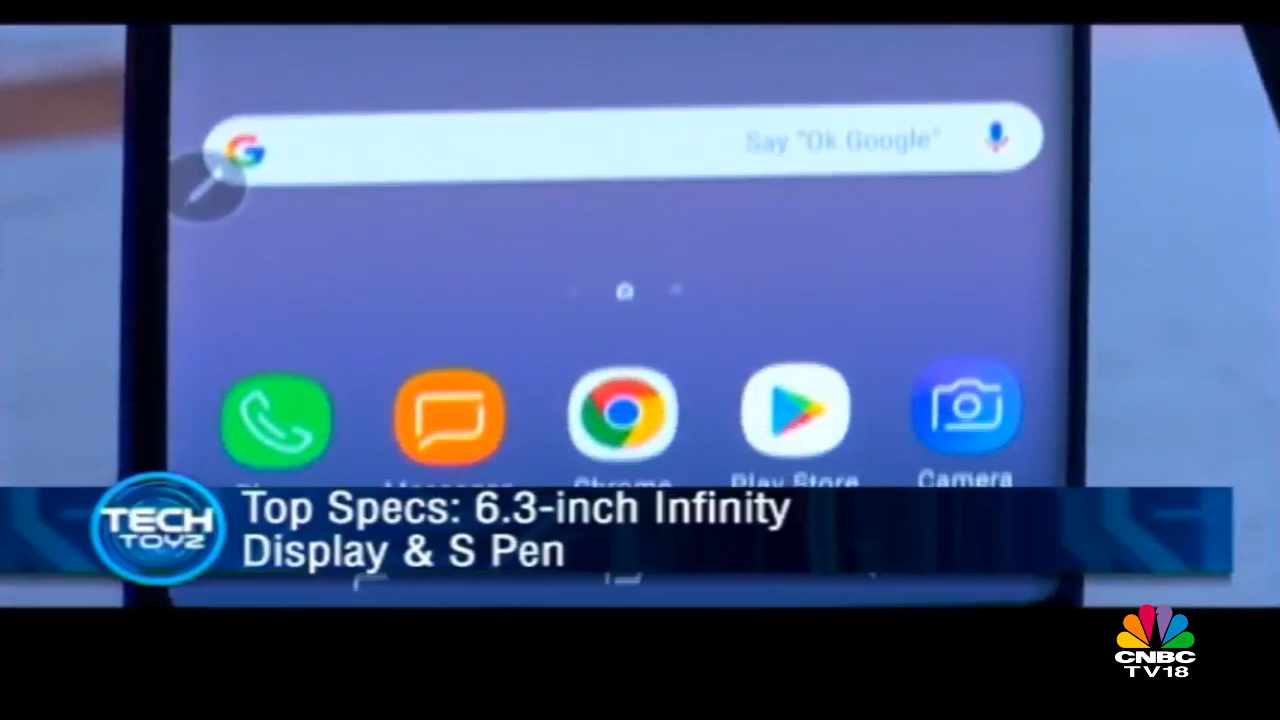 Say "Ok Google"
Chrome
Play Store
Camera
TECH
TOYZ
Top Specs: 6.3-inch Infinity
Display & S Pen
CNBC
TV18